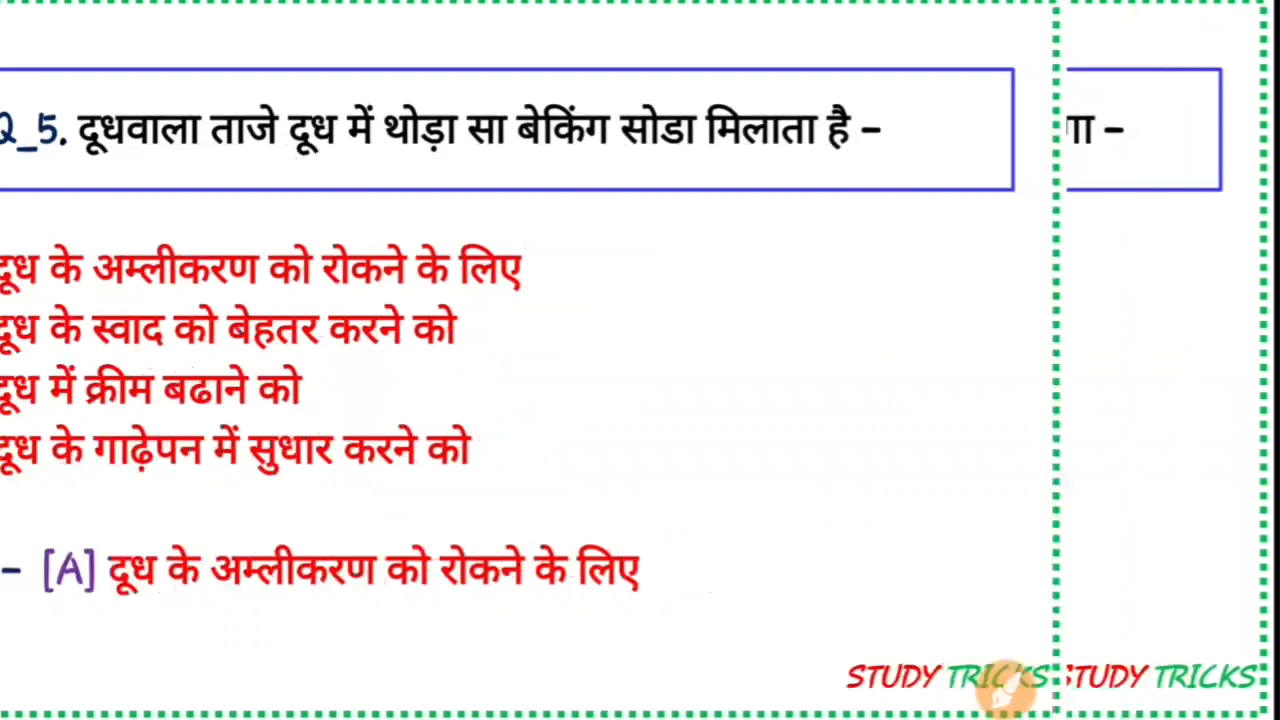 Q_5. दूधवाला ताजे दूध में थोड़ा सा बेकिंग सोडा मिलाता है –
दूध के अम्लीकरण को रोकने के लिए
दूध के स्वाद को बेहतर करने को
दूध में क्रीम बढाने को
दूध के गाढ़ेपन में सुधार करने को
– [A] दूध के अम्लीकरण को रोकने के लिए
STUDY TRICKS STUDY TRICKS